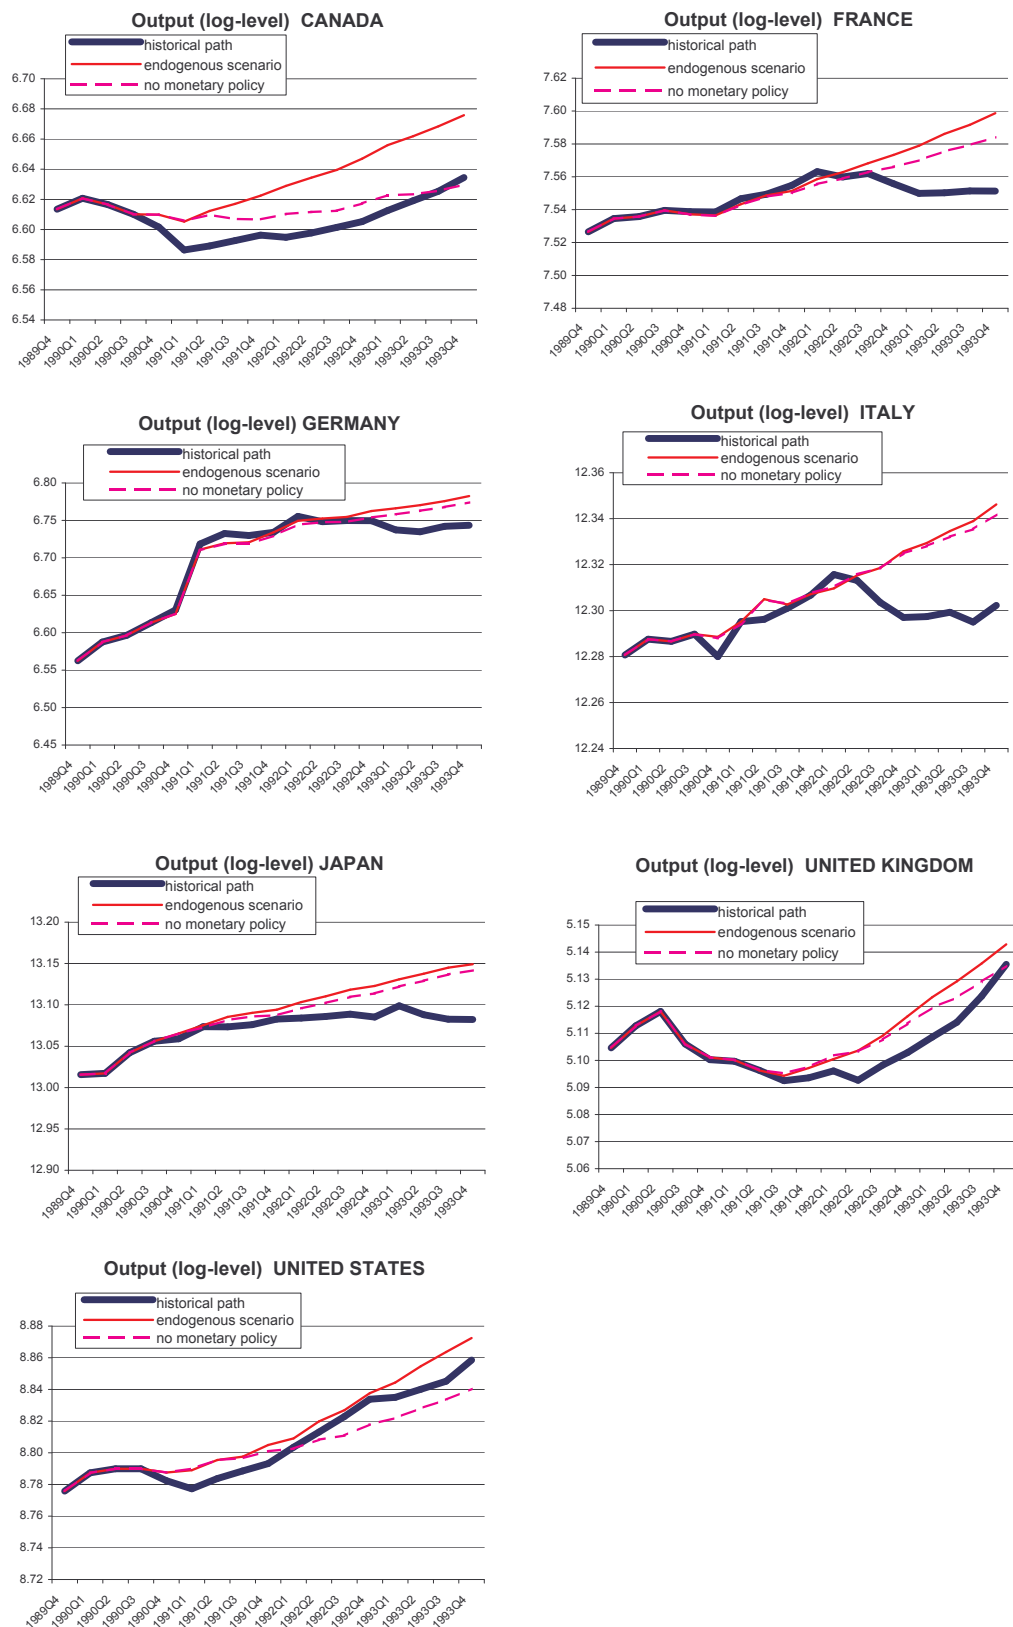 Output (log-level)  CANADA
historical path
endogenous scenario
no monetary policy
6.70
6.68
6.66
6.64
6.62
6.60
6.58
6.56
6.54
1989Q4
1990Q1
1990Q2
1990Q3
1990Q4
1991Q1
1991Q2
1991Q3
1991Q4
1992Q1
1992Q2
1992Q3
1992Q4
1993Q1
1993Q2
1993Q3
1993Q4
Output (log-level)  FRANCE
historical path
endogenous scenario
no monetary policy
7.62
7.60
7.58
7.56
7.54
7.52
7.50
7.48
1989Q4
1990Q1
1990Q2
1990Q3
1990Q4
1991Q1
1991Q2
1991Q3
1991Q4
1992Q1
1992Q2
1992Q3
1992Q4
1993Q1
1993Q2
1993Q3
1993Q4
Output (log-level) GERMANY
historical path
endogenous scenario
no monetary policy
6.80
6.75
6.70
6.65
6.60
6.55
6.50
6.45
1989Q4
1990Q1
1990Q2
1990Q3
1990Q4
1991Q1
1991Q2
1991Q3
1991Q4
1992Q1
1992Q2
1992Q3
1992Q4
1993Q1
1993Q2
1993Q3
1993Q4
Output (log-level)  ITALY
historical path
endogenous scenario
no monetary policy
12.36
12.34
12.32
12.30
12.28
12.26
12.24
1989Q4
1990Q1
1990Q2
1990Q3
1990Q4
1991Q1
1991Q2
1991Q3
1991Q4
1992Q1
1992Q2
1992Q3
1992Q4
1993Q1
1993Q2
1993Q3
1993Q4
Output (log-level) JAPAN
historical path
endogenous scenario
no monetary policy
13.20
13.15
13.10
13.05
13.00
12.95
12.90
1989Q4
1990Q1
1990Q2
1990Q3
1990Q4
1991Q1
1991Q2
1991Q3
1991Q4
1992Q1
1992Q2
1992Q3
1992Q4
1993Q1
1993Q2
1993Q3
1993Q4
Output (log-level)  UNITED KINGDOM
historical path
endogenous scenario
no monetary policy
5.15
5.14
5.13
5.12
5.11
5.10
5.09
5.08
5.07
5.06
1989Q4
1990Q1
1990Q2
1990Q3
1990Q4
1991Q1
1991Q2
1991Q3
1991Q4
1992Q1
1992Q2
1992Q3
1992Q4
1993Q1
1993Q2
1993Q3
1993Q4
Output (log-level)  UNITED STATES
historical path
endogenous scenario
no monetary policy
8.88
8.86
8.84
8.82
8.80
8.78
8.76
8.74
8.72
1989Q4
1990Q1
1990Q2
1990Q3
1990Q4
1991Q1
1991Q2
1991Q3
1991Q4
1992Q1
1992Q2
1992Q3
1992Q4
1993Q1
1993Q2
1993Q3
1993Q4